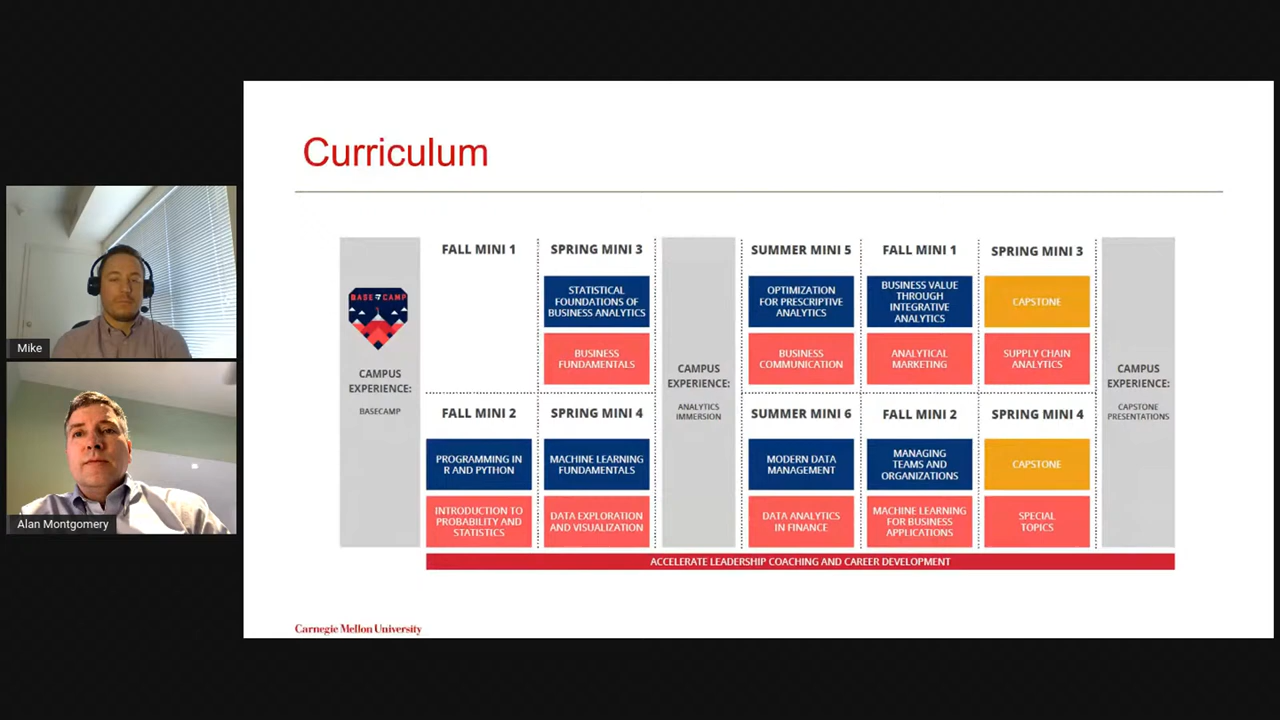 Curriculum
Mike
Alan Montgomery
BASE CAMP
CAMPUS
EXPERIENCE:
BASECAMP
FALL MINI 1
SPRING MINI 3
STATISTICAL
FOUNDATIONS OF
BUSINESS ANALYTICS
BUSINESS
FUNDAMENTALS
FALL MINI 2
PROGRAMMING IN
R AND PYTHON
INTRODUCTION TO
PROBABILITY AND
STATISTICS
SPRING MINI 4
MACHINE LEARNING
FUNDAMENTALS
DATA EXPLORATION
AND VISUALIZATION
CAMPUS
EXPERIENCE:
ANALYTICS
IMMERSION
SUMMER MINI 5
OPTIMIZATION
FOR PRESCRIPTIVE
ANALYTICS
BUSINESS
COMMUNICATION
FALL MINI 1
BUSINESS VALUE
THROUGH
INTEGRATIVE
ANALYTICS
ANALYTICAL
MARKETING
SPRING MINI 3
CAPSTONE
SUPPLY CHAIN
ANALYTICS
SUMMER MINI 6
MODERN DATA
MANAGEMENT
DATA ANALYTICS
IN FINANCE
FALL MINI 2
MANAGING
TEAMS AND
ORGANIZATIONS
MACHINE LEARNING
FOR BUSINESS
APPLICATIONS
SPRING MINI 4
CAPSTONE
SPECIAL
TOPICS
CAMPUS
EXPERIENCE:
CAPSTONE
PRESENTATIONS
ACCELERATE LEADERSHIP COACHING AND CAREER DEVELOPMENT
Carnegie Mellon University